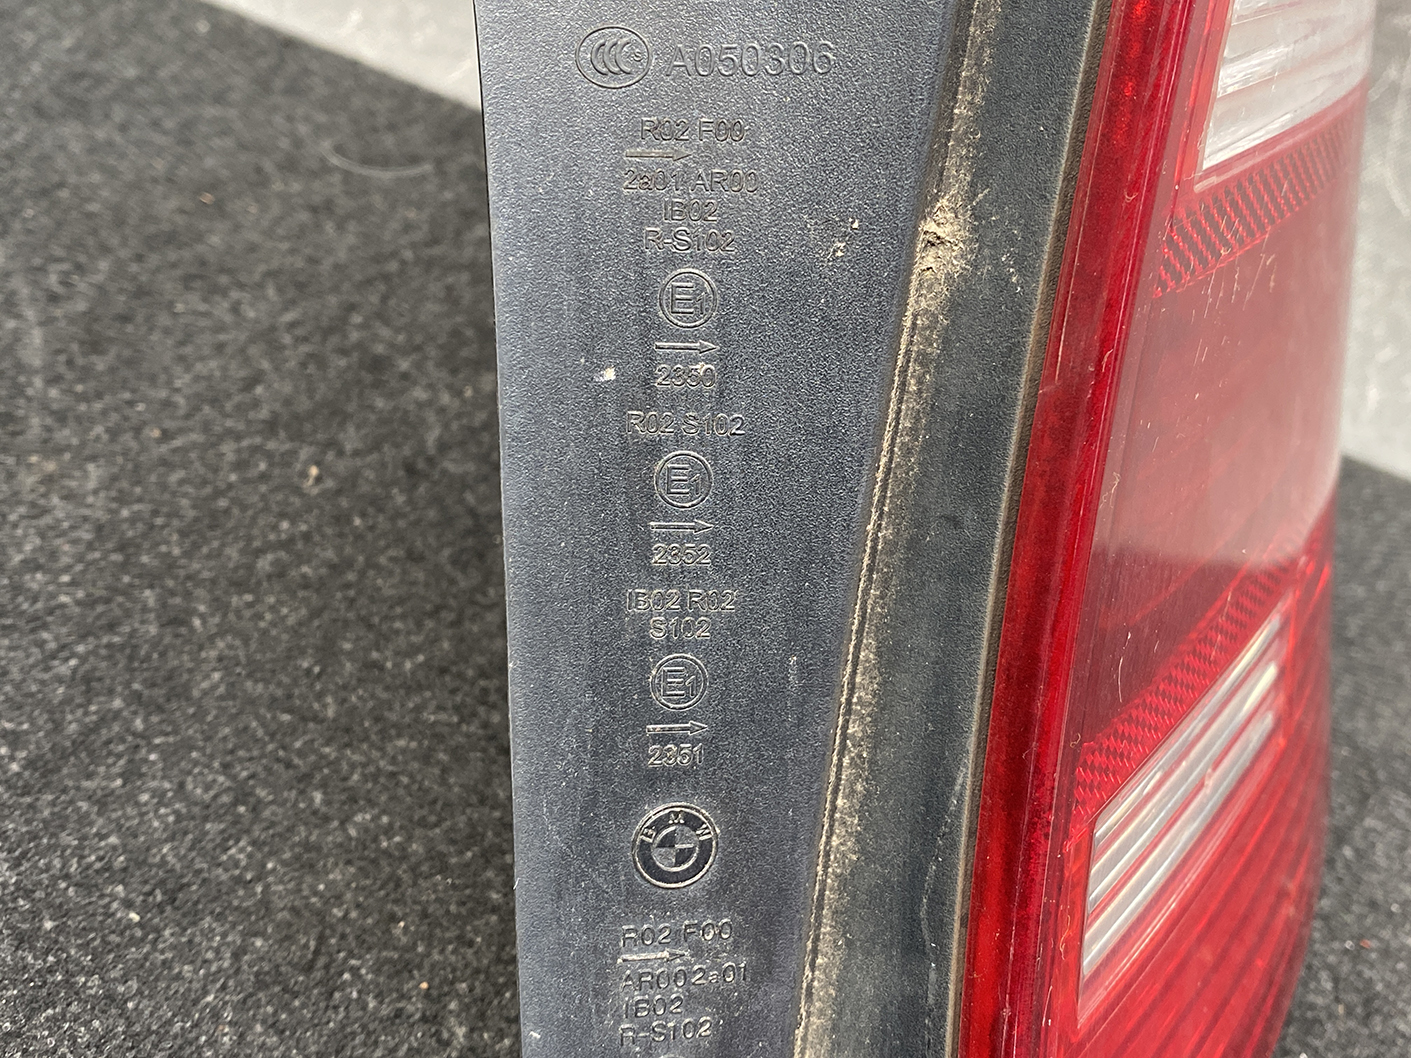 CCC A050306
R02 F00
2a01 AR00
IB02
R-S102
E1
2350
R02 S102
E1
2352
IB02 R02
S102
E1
2351
BMW
R02 F00
AR00 2a01
IB02
R-S102